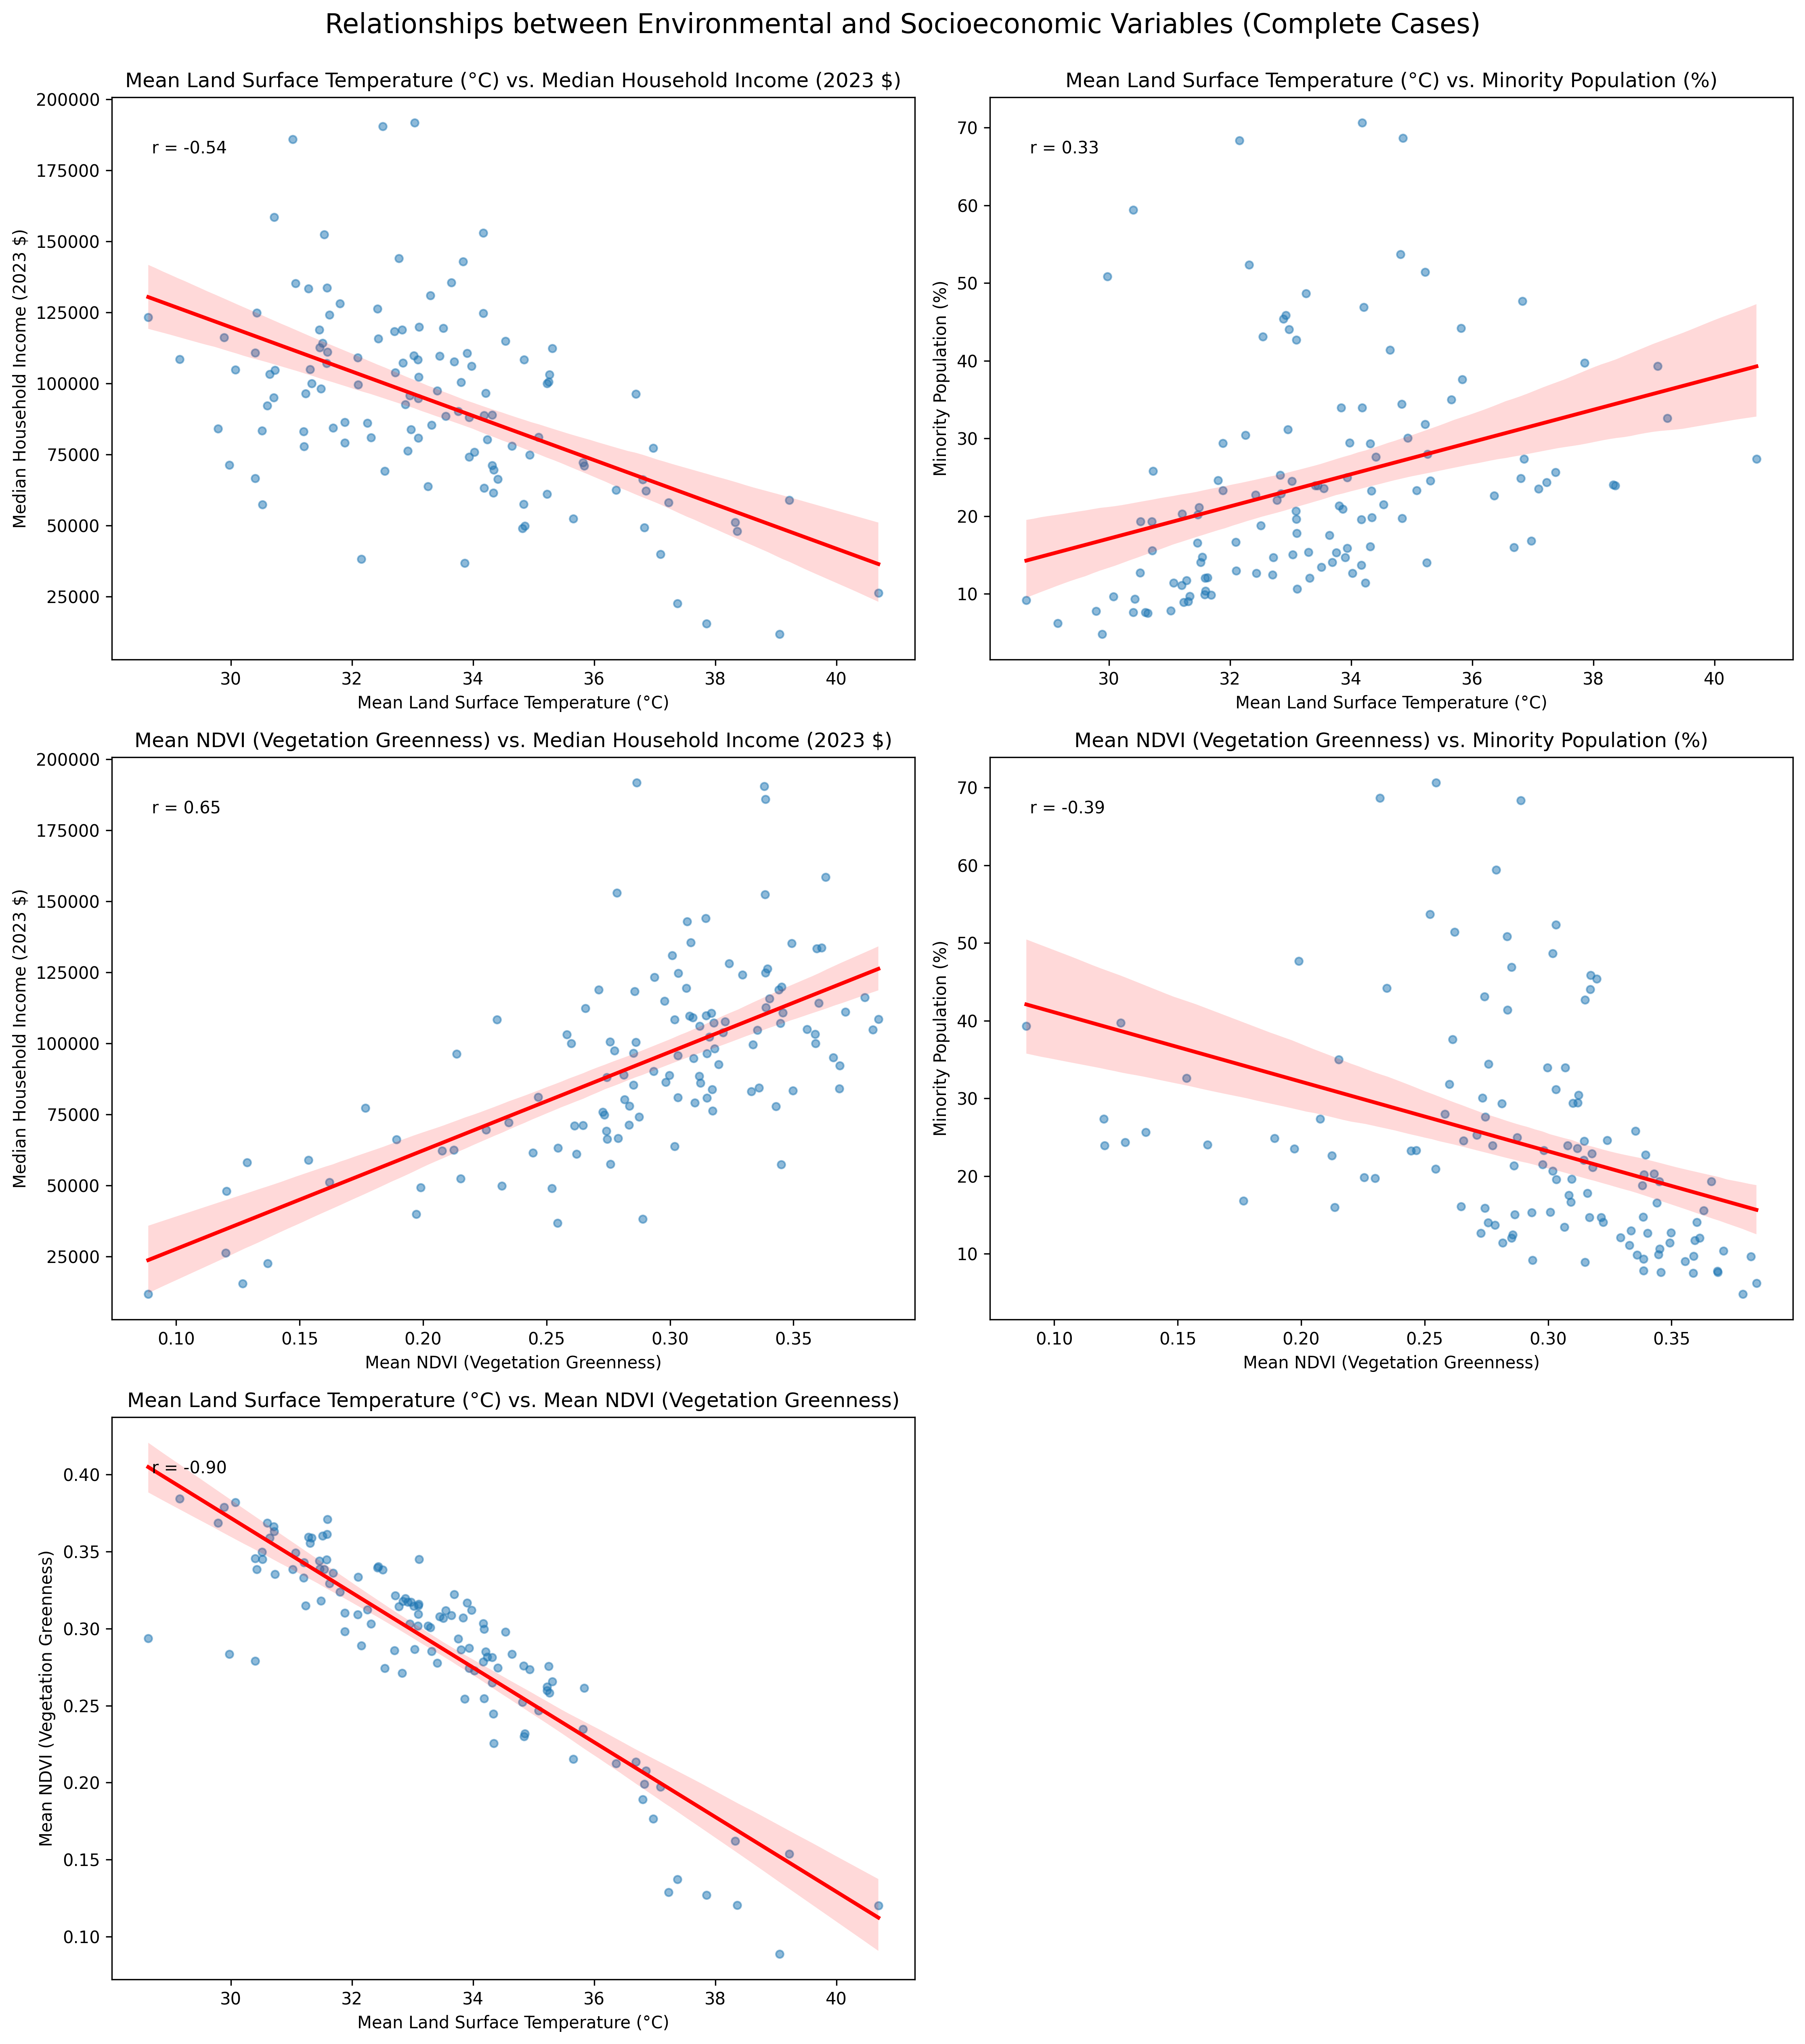 Relationships between Environmental and Socioeconomic Variables (Complete Cases)
Mean Land Surface Temperature (°C) vs. Median Household Income (2023 $)
r = -0.54
Median Household Income (2023 $)
200000
175000
150000
125000
100000
75000
50000
25000
30 32 34 36 38 40
Mean Land Surface Temperature (°C)
Mean Land Surface Temperature (°C) vs. Minority Population (%)
r = 0.33
Minority Population (%)
70
60
50
40
30
20
10
30 32 34 36 38 40
Mean Land Surface Temperature (°C)
Mean NDVI (Vegetation Greenness) vs. Median Household Income (2023 $)
r = 0.65
Median Household Income (2023 $)
200000
175000
150000
125000
100000
75000
50000
25000
0.10 0.15 0.20 0.25 0.30 0.35
Mean NDVI (Vegetation Greenness)
Mean NDVI (Vegetation Greenness) vs. Minority Population (%)
r = -0.39
Minority Population (%)
70
60
50
40
30
20
10
0.10 0.15 0.20 0.25 0.30 0.35
Mean NDVI (Vegetation Greenness)
Mean Land Surface Temperature (°C) vs. Mean NDVI (Vegetation Greenness)
r = -0.90
Mean NDVI (Vegetation Greenness)
0.40
0.35
0.30
0.25
0.20
0.15
0.10
30 32 34 36 38 40
Mean Land Surface Temperature (°C)